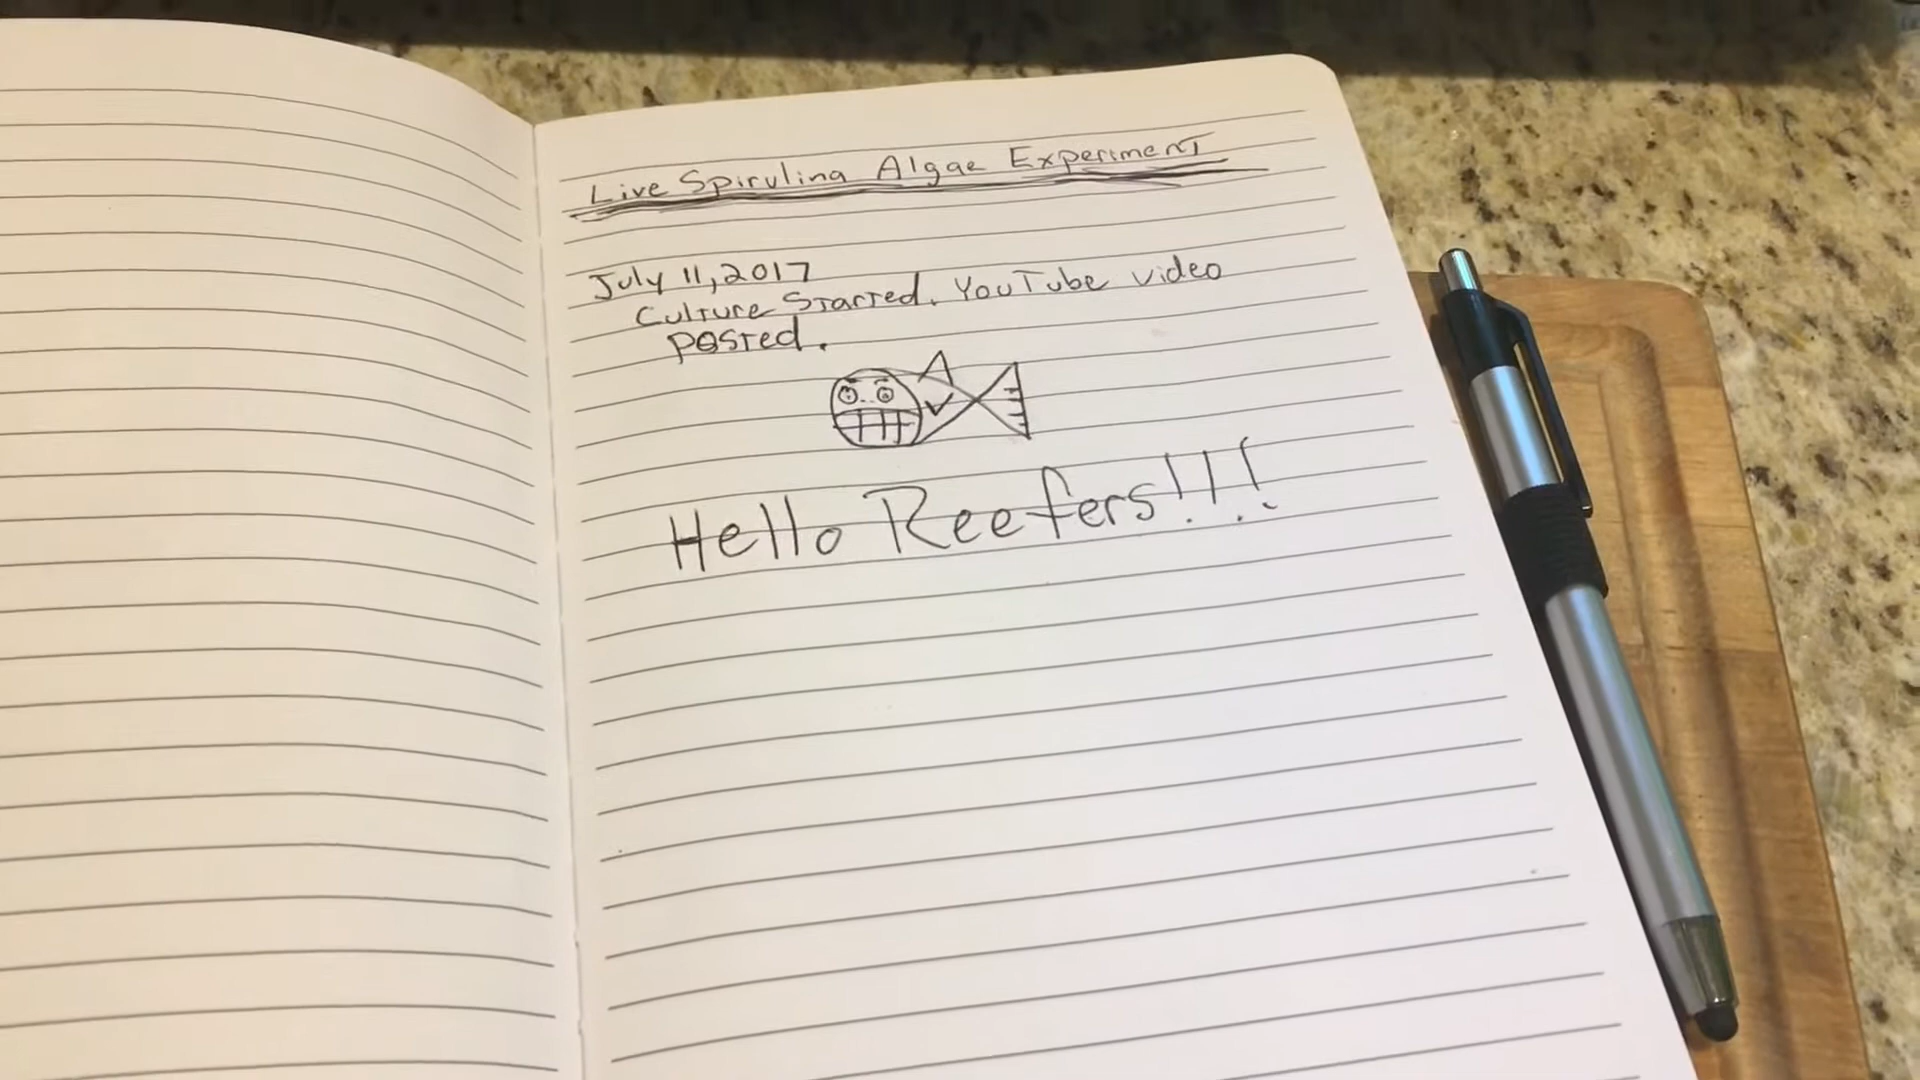 Live Spirulina Algae Experiment
July 11, 2017
Culture Started. YouTube video
posted.
Hello Reefers!!!